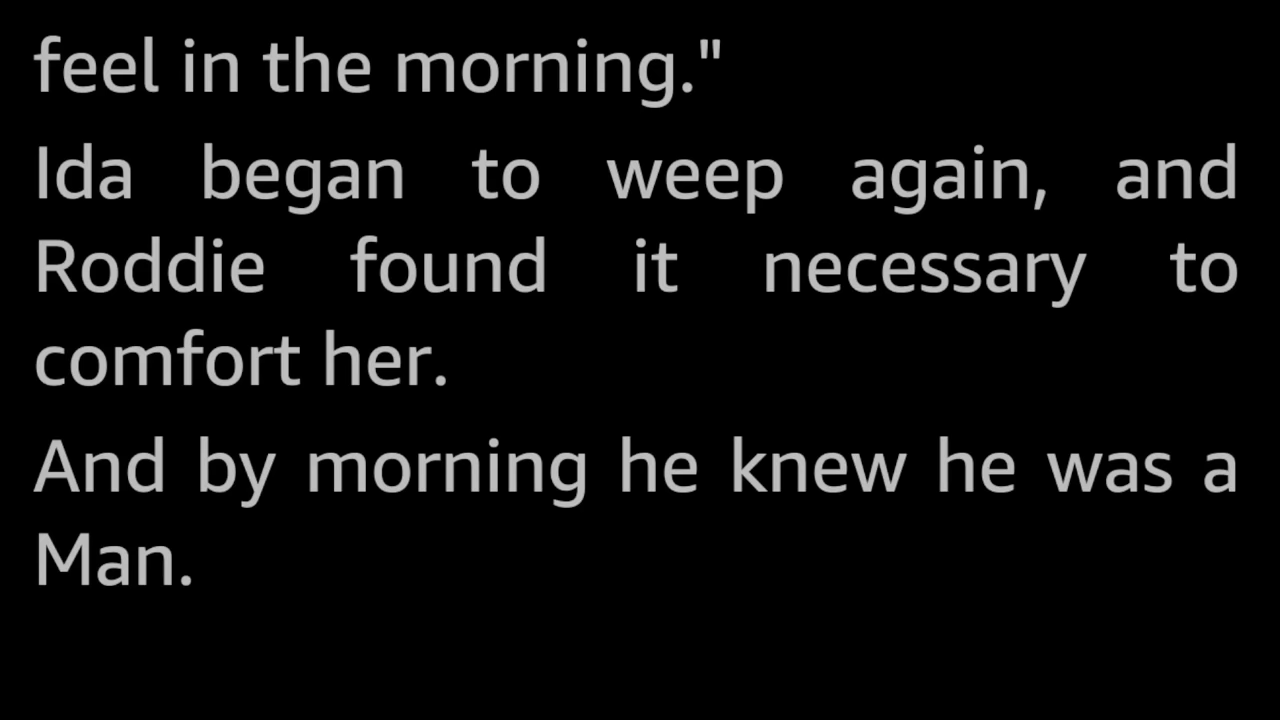 feel in the morning."
Ida began to weep again, and
Roddie found it necessary to
comfort her.
And by morning he knew he was a
Man.